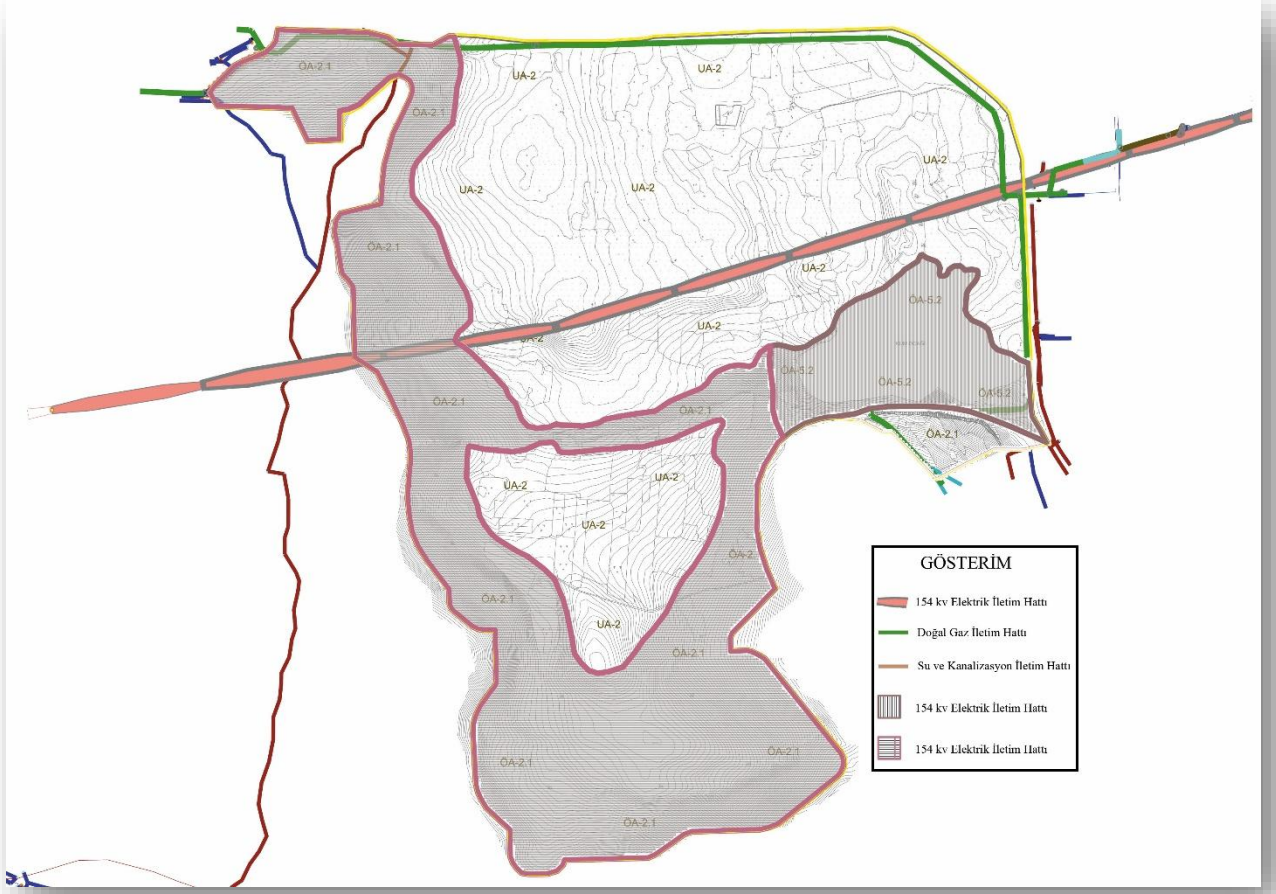 ÖA-2.1
UA-2
UA-2
ÖA-2.1
UA-2
UA-2
UA-2
ÖA-2.1
UA-2
ÖA-5.2
UA-2
UA-2
ÖA-5.2
ÖA-5.2
ÖA-5.2
ÖA-2.1
ÖA-2.1
ÖA-2.1
UA-2
UA-2
UA-2
ÖA-2
ÖA-2.1
UA-2
ÖA-2.1
ÖA-2.1
ÖA-2.1
ÖA-2.1
GÖSTERİM
154 kv Elektrik İletim Hattı
Doğal Gaz İletim Hattı
Su ve Kanalizasyon İletim Hattı
154 kv Elektrik İletim Hattı
154 kv Elektrik İletim Hattı